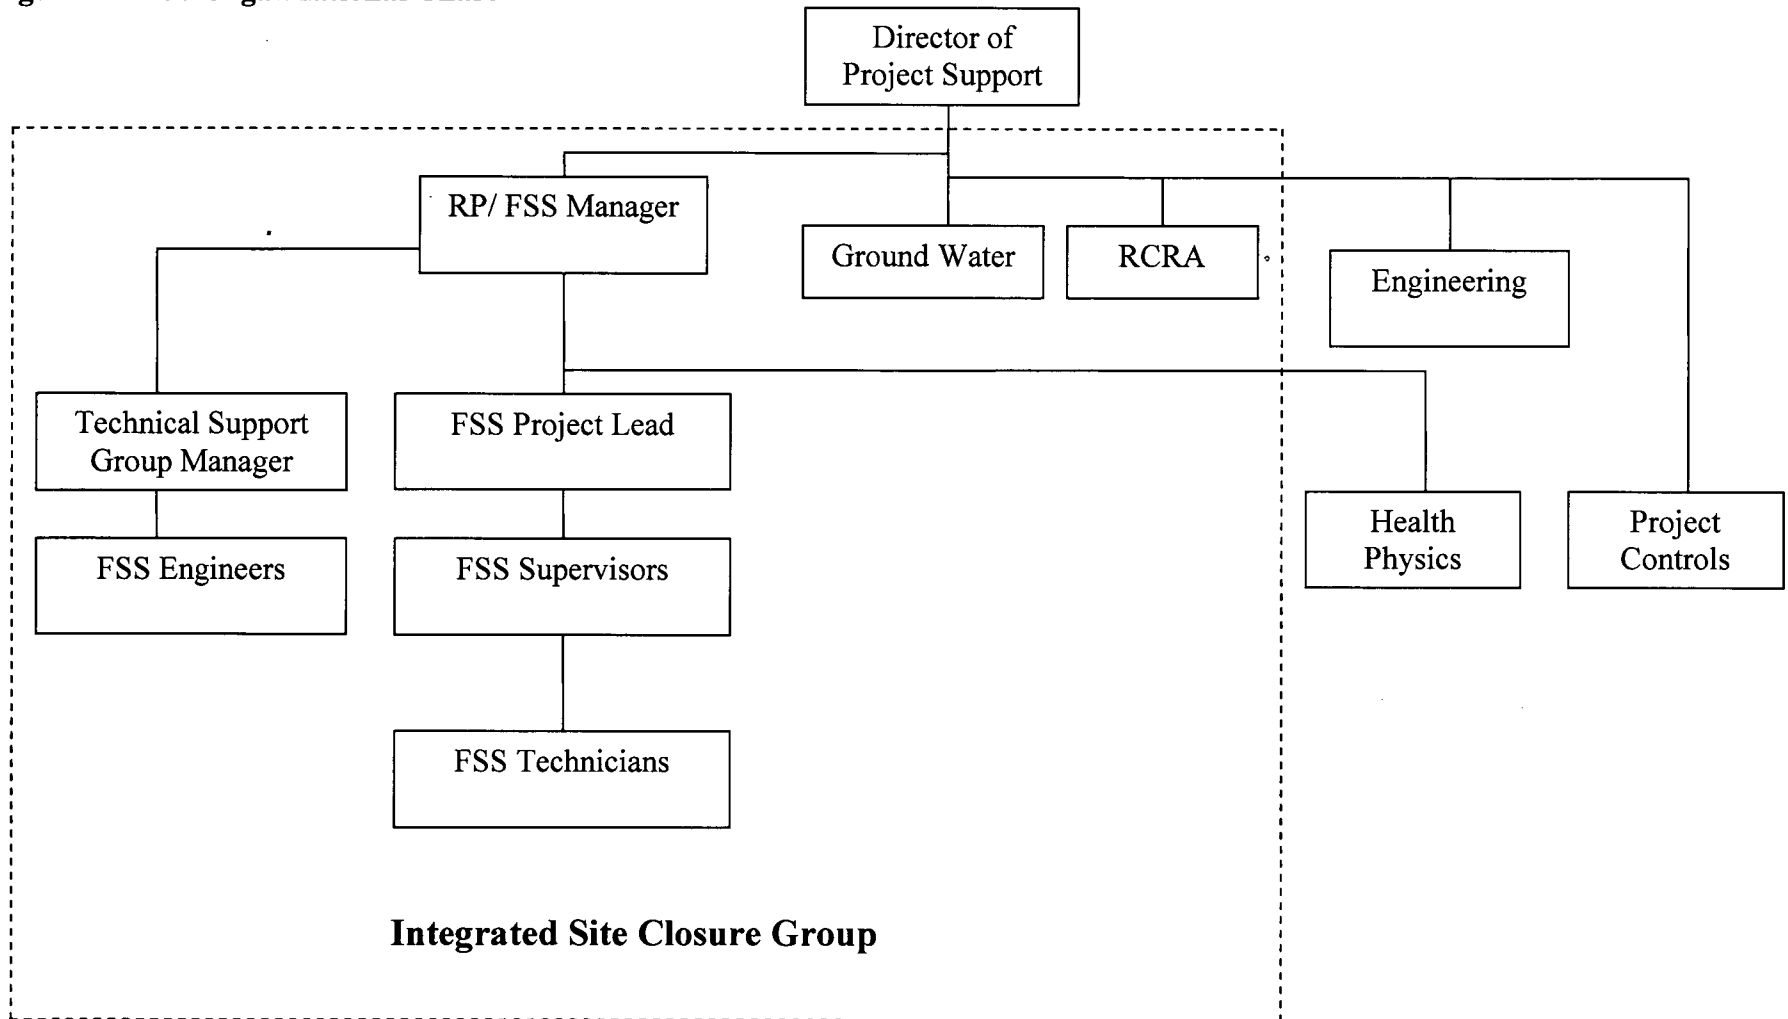 Director of
Project Support
RP/ FSS Manager
Ground Water
RCRA
Engineering
Technical Support
Group Manager
FSS Project Lead
Health
Physics
Project
Controls
FSS Engineers
FSS Supervisors
FSS Technicians
Integrated Site Closure Group